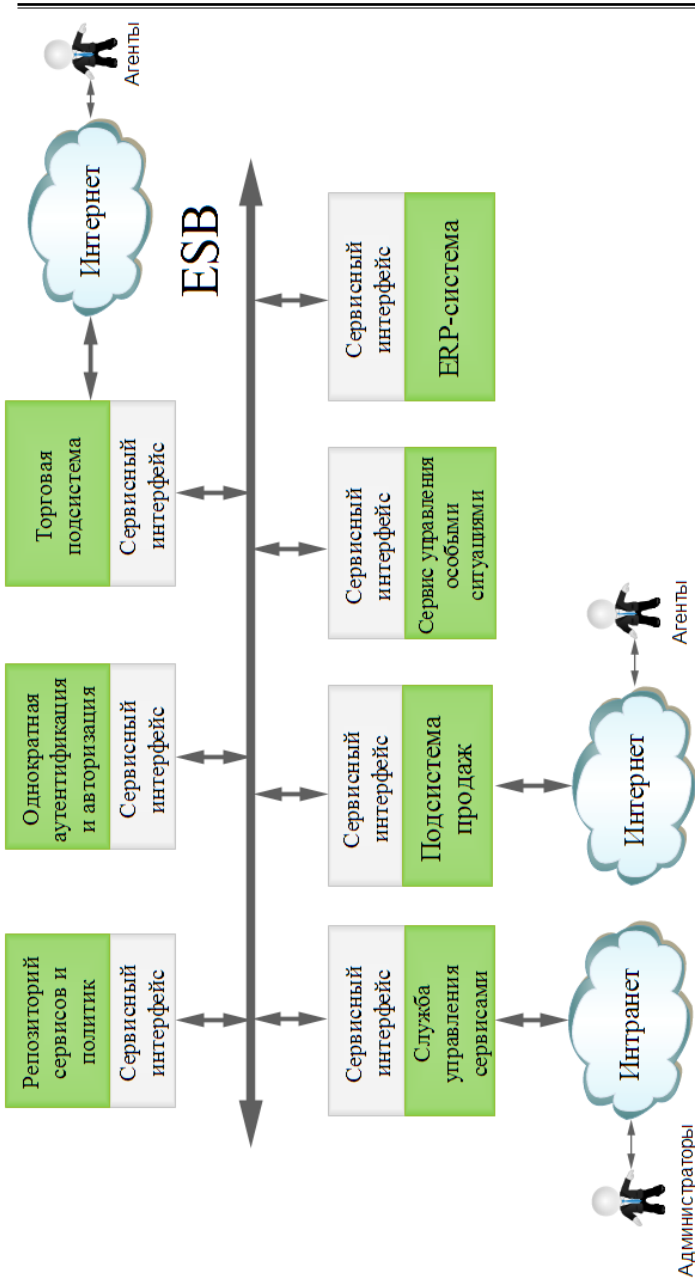 Репозиторий
сервисов и
политик
Сервисный
интерфейс
Однократная
аутентификация
и авторизация
Сервисный
интерфейс
Торговая
подсистема
Сервисный
интерфейс
Интернет
Агенты
ESB
Сервисный
интерфейс
Служба
управления
сервисами
Сервисный
интерфейс
Подсистема
продаж
Сервисный
интерфейс
Сервис управления
особыми
ситуациями
Сервисный
интерфейс
ERP-система
Администраторы
Интранет
Интернет
Агенты